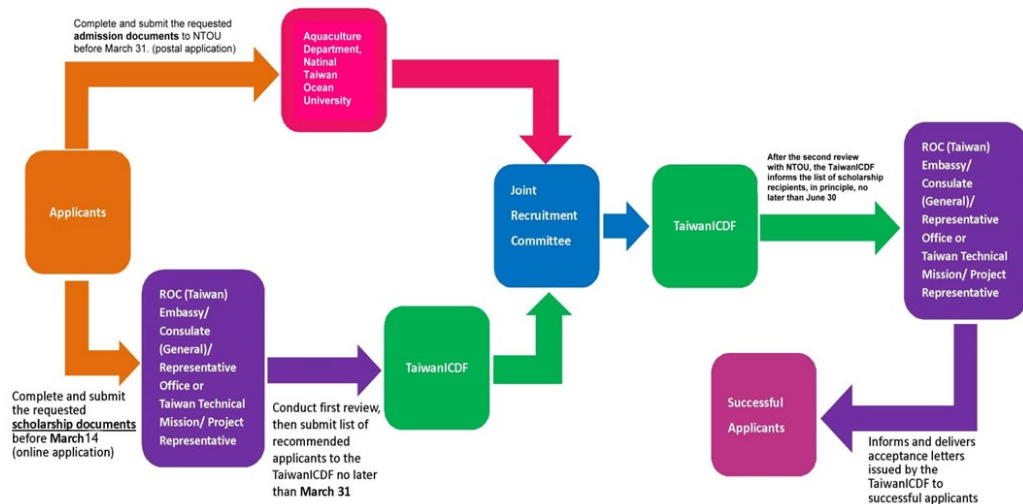 Complete and submit the requested
admission documents to NTOU
before March 31. (postal application)
Aquaculture
Department,
Natinal
Taiwan
Ocean
University
Applicants
ROC (Taiwan)
Embassy/
Consulate
(General)/
Representative
Office or
Taiwan Technical
Mission/ Project
Representative
Complete and submit
the requested
scholarship documents
before March14
(online application)
Conduct first review,
then submit list of
recommended
applicants to the
TaiwanICDF no later
than March 31
TaiwanICDF
Joint
Recruitment
Committee
TaiwanICDF
After the second review
with NTOU, the TaiwanICDF
informs the list of scholarship
recipients, in principle, no
later than June 30
ROC (Taiwan)
Embassy/
Consulate
(General)/
Representative
Office or
Taiwan Technical
Mission/ Project
Representative
Informs and delivers
acceptance letters
issued by the
TaiwanICDF to
successful applicants
Successful
Applicants